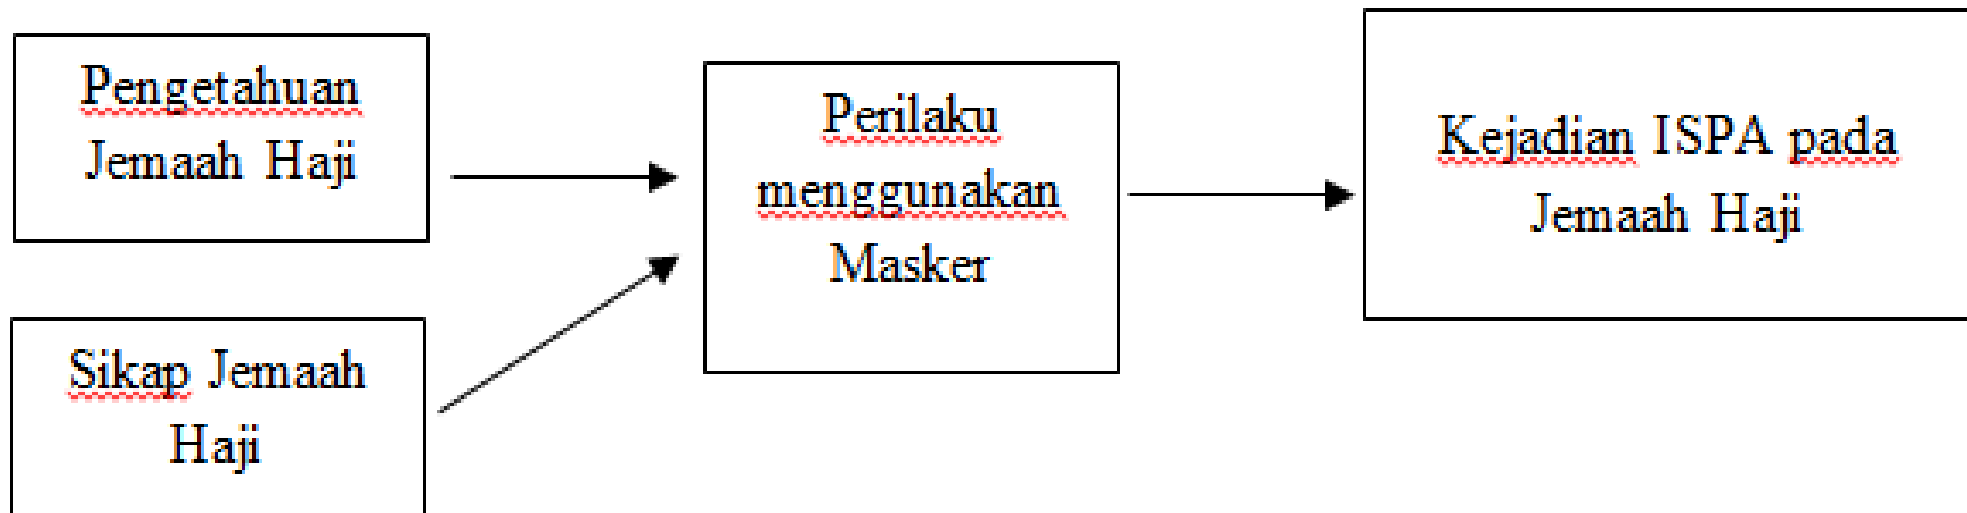 Pengetahuan
Jemaah Haji
Sikap Jemaah
Haji
Perilaku
menggunakan
Masker
Kejadian ISPA pada
Jemaah Haji